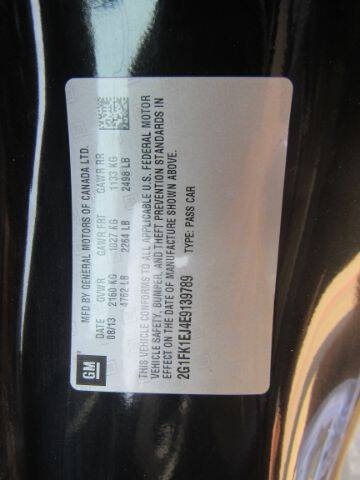 GM
MFD BY GENERAL MOTORS OF CANADA LTD.
DATE GVWR GAWR FRT GAWR RR
08/13 2160 KG 1027 KG 1133 KG
4762 LB 2264 LB 2498 LB
THIS VEHICLE CONFORMS TO ALL APPLICABLE U.S. FEDERAL MOTOR
VEHICLE SAFETY, BUMPER, AND THEFT PREVENTION STANDARDS IN
EFFECT ON THE DATE OF MANUFACTURE SHOWN ABOVE.
2G1FK1EJ4E9139789 TYPE: PASS CAR